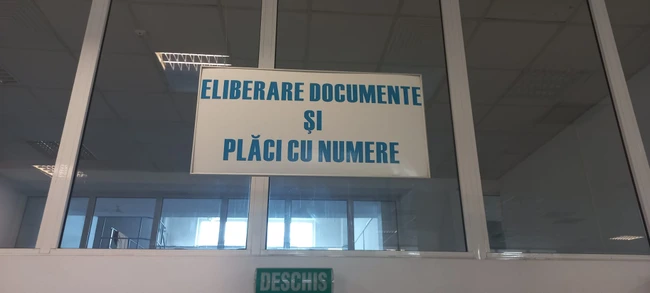 ELIBERARE DOCUMENTE
ȘI
PLĂCI CU NUMERE
DESCHIS